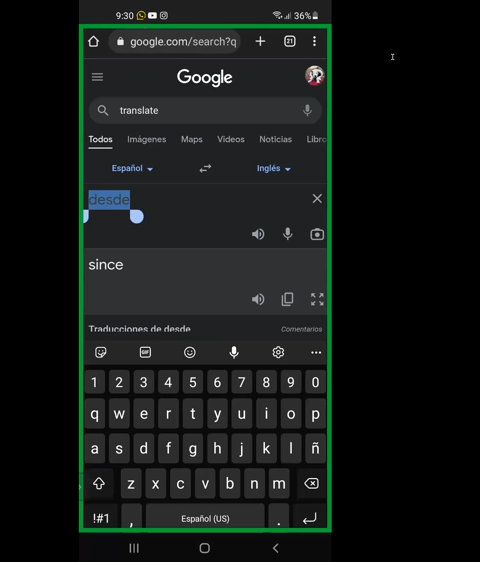 9:30 36%
google.com/search?q 21
Google
translate
Todos Imágenes Maps Videos Noticias Libro
Español Inglés
desde
since
Traducciones de desde Comentarios
GIF
1 2 3 4 5 6 7 8 9 0
q w e r t y u i o p
a s d f g h j k l ñ
z x c v b n m
!#1 , Español (US) .